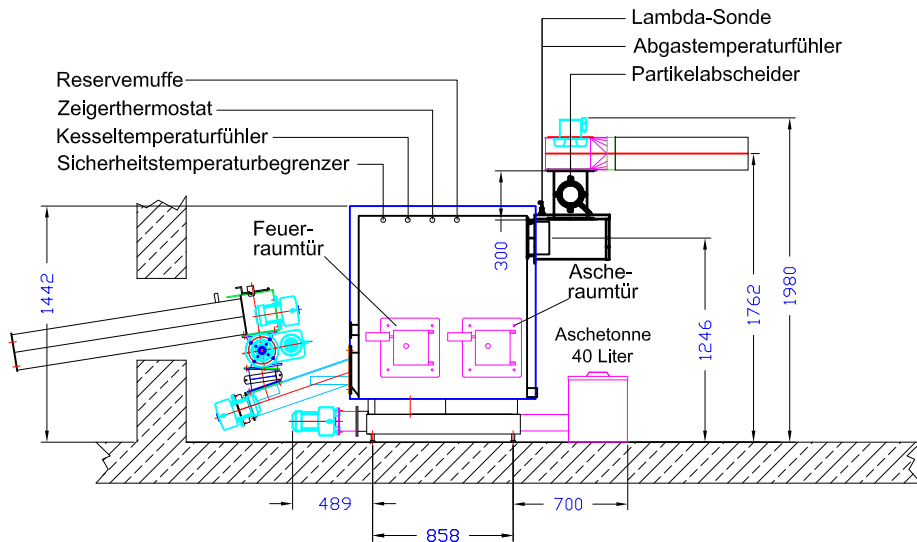 Lambda-Sonde
Abgastemperaturfühler
Partikelabscheider
Reservemuffe
Zeigerthermostat
Kesseltemperaturfühler
Sicherheitstemperaturbegrenzer
Feuer-
raumtür
Asche-
raumtür
Aschetonne
40 Liter
1442
300
1246
1762
1980
489
858
700